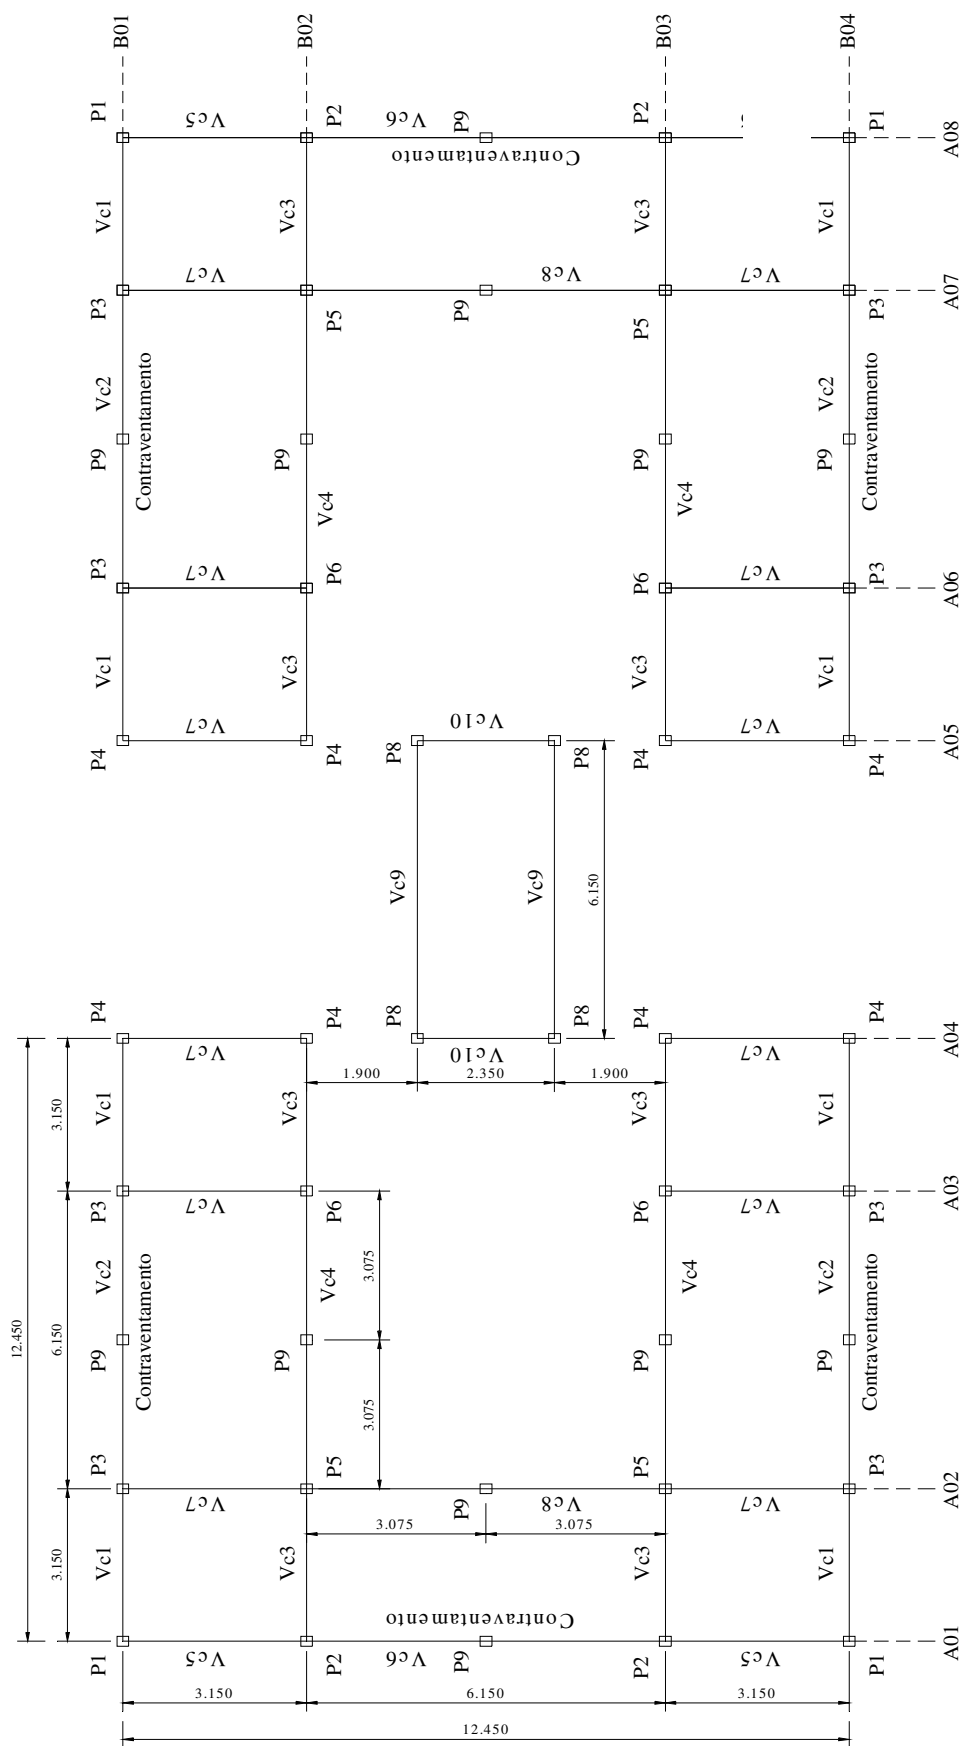 B01
B02
B03
B04
P1
Vc5
P2
Vc6
P9
P2
P1
A08
Contraventamento
Vc1
Vc3
Vc3
Vc1
P3
Vc7
P5
P9
Vc8
P5
Vc7
P3
A07
Vc2
Contraventamento
P9
P9
Vc4
P9
Vc4
Vc2
P9
Contraventamento
P3
Vc7
P6
P6
Vc7
P3
A06
Vc1
Vc3
Vc3
Vc1
P4
Vc7
P4
P8
Vc10
P8
P4
Vc7
P4
A05
Vc9
Vc9
6.150
P4
Vc7
P4
P8
Vc10
P8
P4
Vc7
P4
A04
1.900
2.350
1.900
3.150
Vc1
Vc3
Vc3
Vc1
P3
Vc7
P6
P6
Vc7
P3
A03
12.450
6.150
Vc2
Contraventamento
3.075
Vc4
Vc4
Vc2
P9
P9
P9
P9
Contraventamento
3.075
P3
Vc7
P5
P9
Vc8
P5
Vc7
P3
A02
3.075
3.075
3.150
Vc1
Vc3
Vc3
Vc1
Contraventamento
P1
Vc5
P2
Vc6
P9
P2
Vc5
P1
A01
3.150
6.150
3.150
12.450